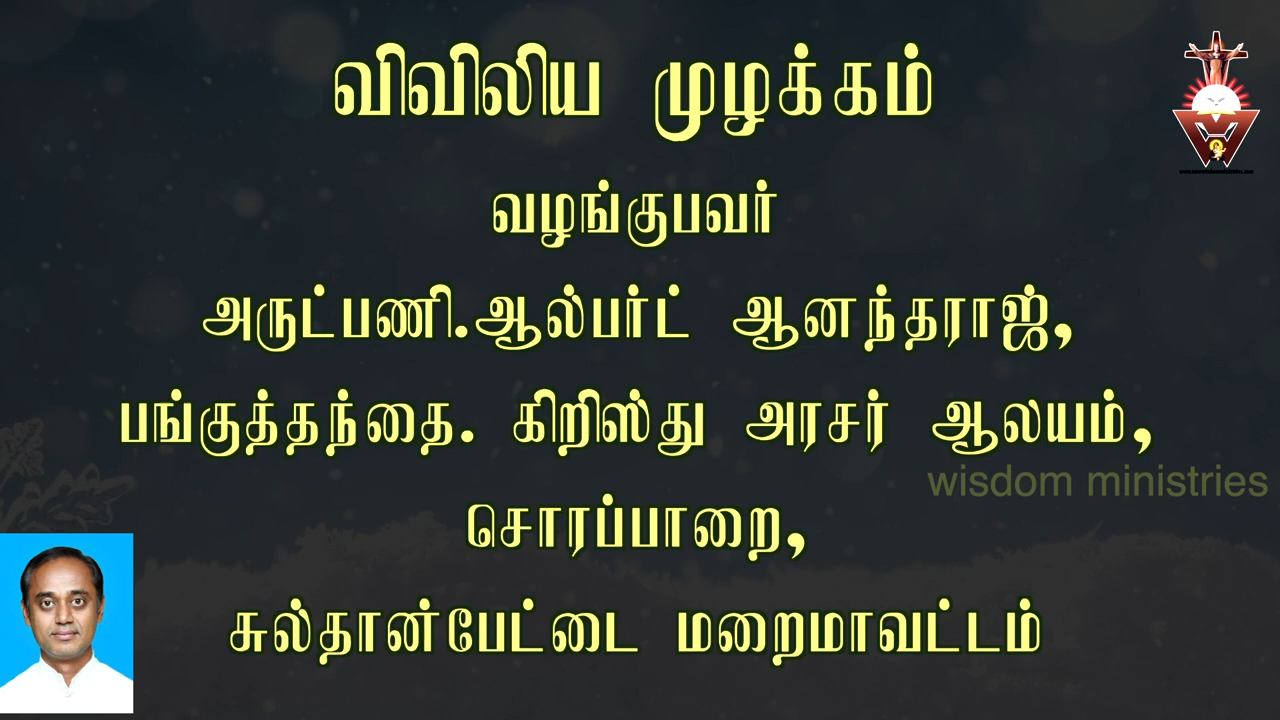 விவிலிய முழக்கம்
வழங்குபவர்
அருட்பணி.ஆல்பர்ட் ஆனந்தராஜ்,
பங்குத்தந்தை. கிறிஸ்து அரசர் ஆலயம்,
wisdom ministries
சொரப்பாறை,
சுல்தான்பேட்டை மறைமாவட்டம்